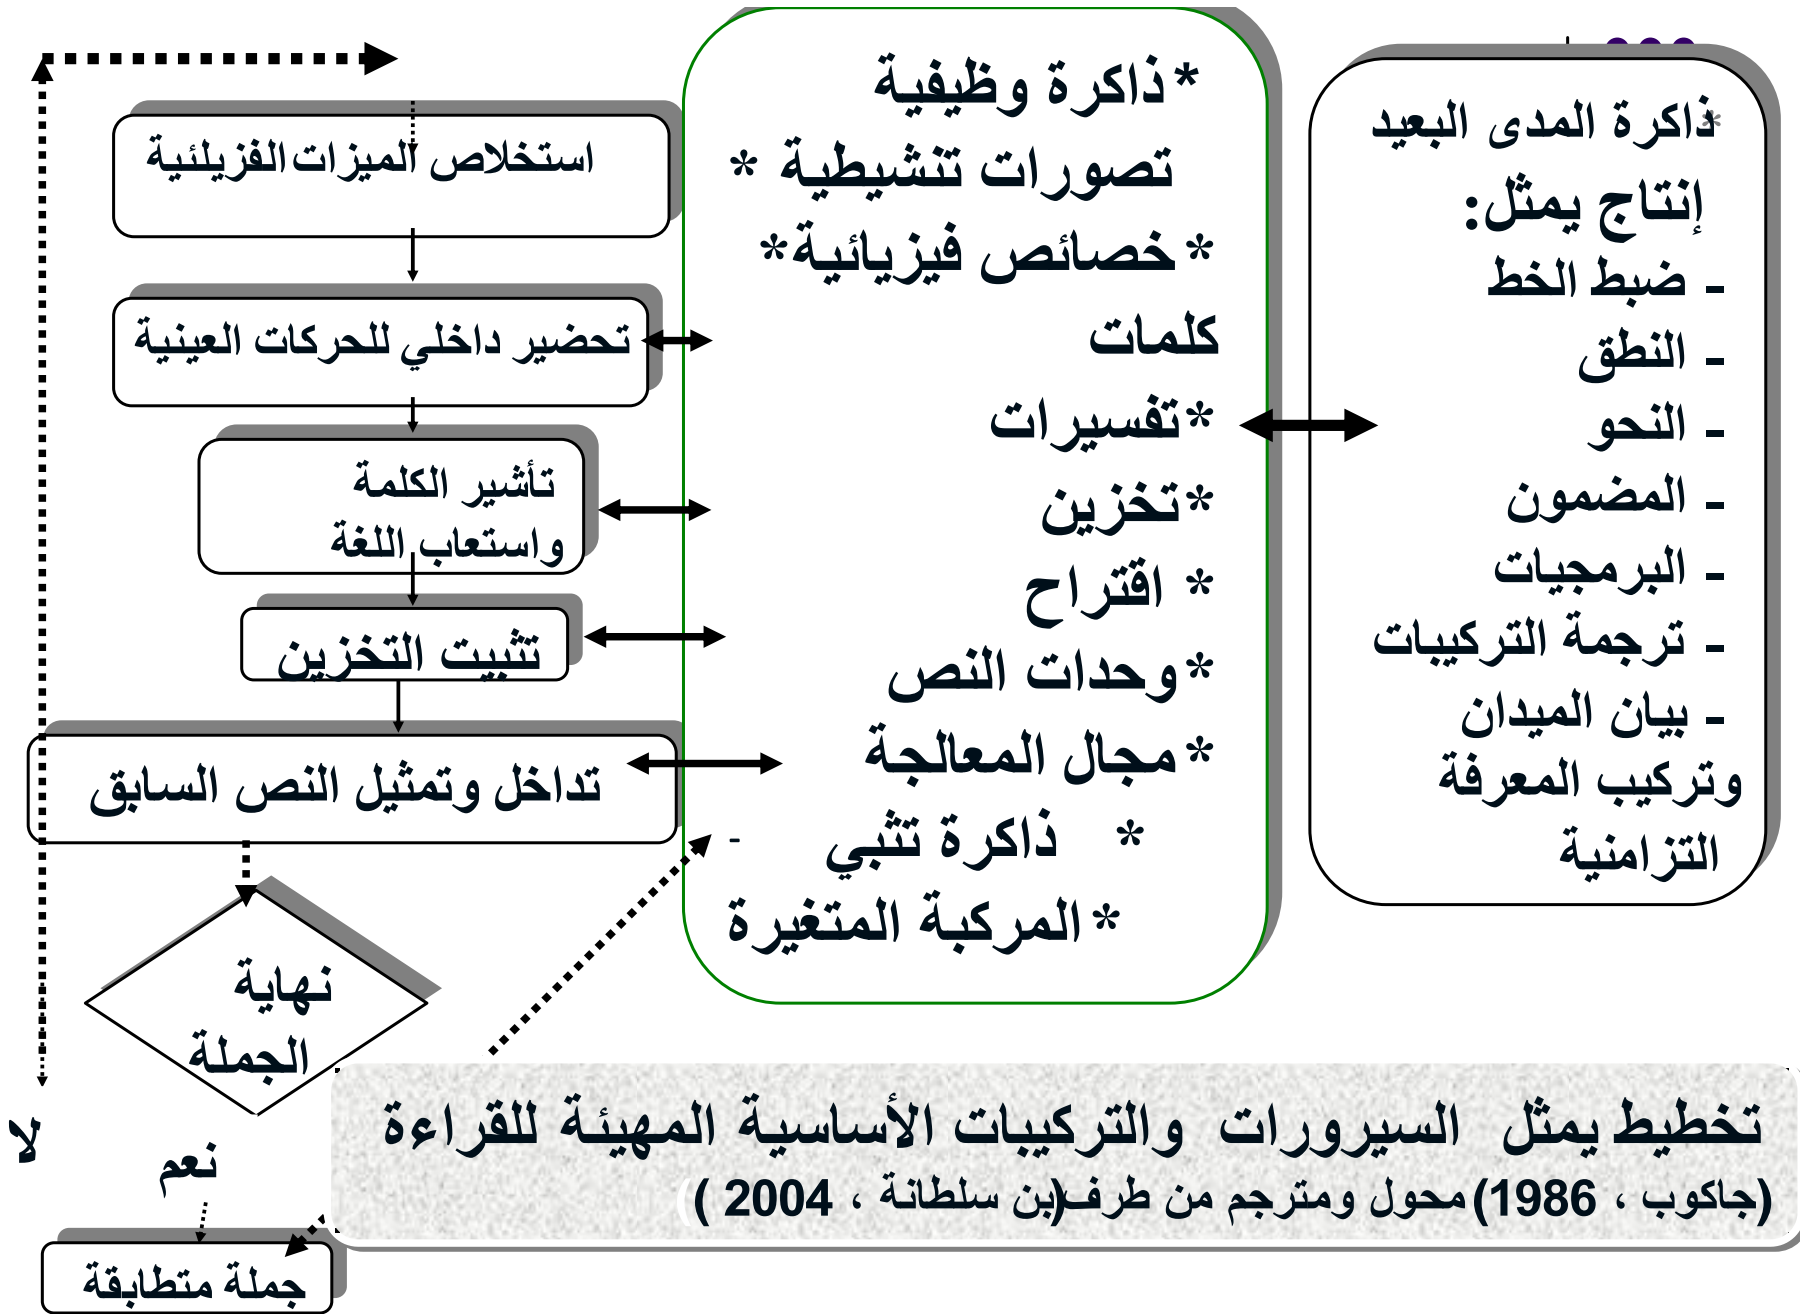 *ذاكرة المدى البعيد
إنتاج يمثل:
- ضبط الخط
- النطق
- النحو
- المضمون
- البرمجيات
- ترجمة التركيبات
- بيان الميدان
وتركيب المعرفة
التزامنية
* ذاكرة وظيفية
تصورات تنشيطية *
* خصائص فيزيائية*
كلمات
*تفسيرات
*تخزين
* اقتراح
*وحدات النص
*مجال المعالجة
* ذاكرة تثبي -
*المركبة المتغيرة
استخلاص الميزات الفزيلئية
تحضير داخلي للحركات العينية
تأشير الكلمة
واستعاب اللغة
تثبيت التخزين
تداخل وتمثيل النص السابق
نهاية
الجملة
لا
نعم
جملة متطابقة
تخطيط يمثل السيرورات والتركيبات الأساسية المهيئة للقراءة
(جاكوب ، 1986) محول ومترجم من طرف(بن سلطانة ، 2004 )